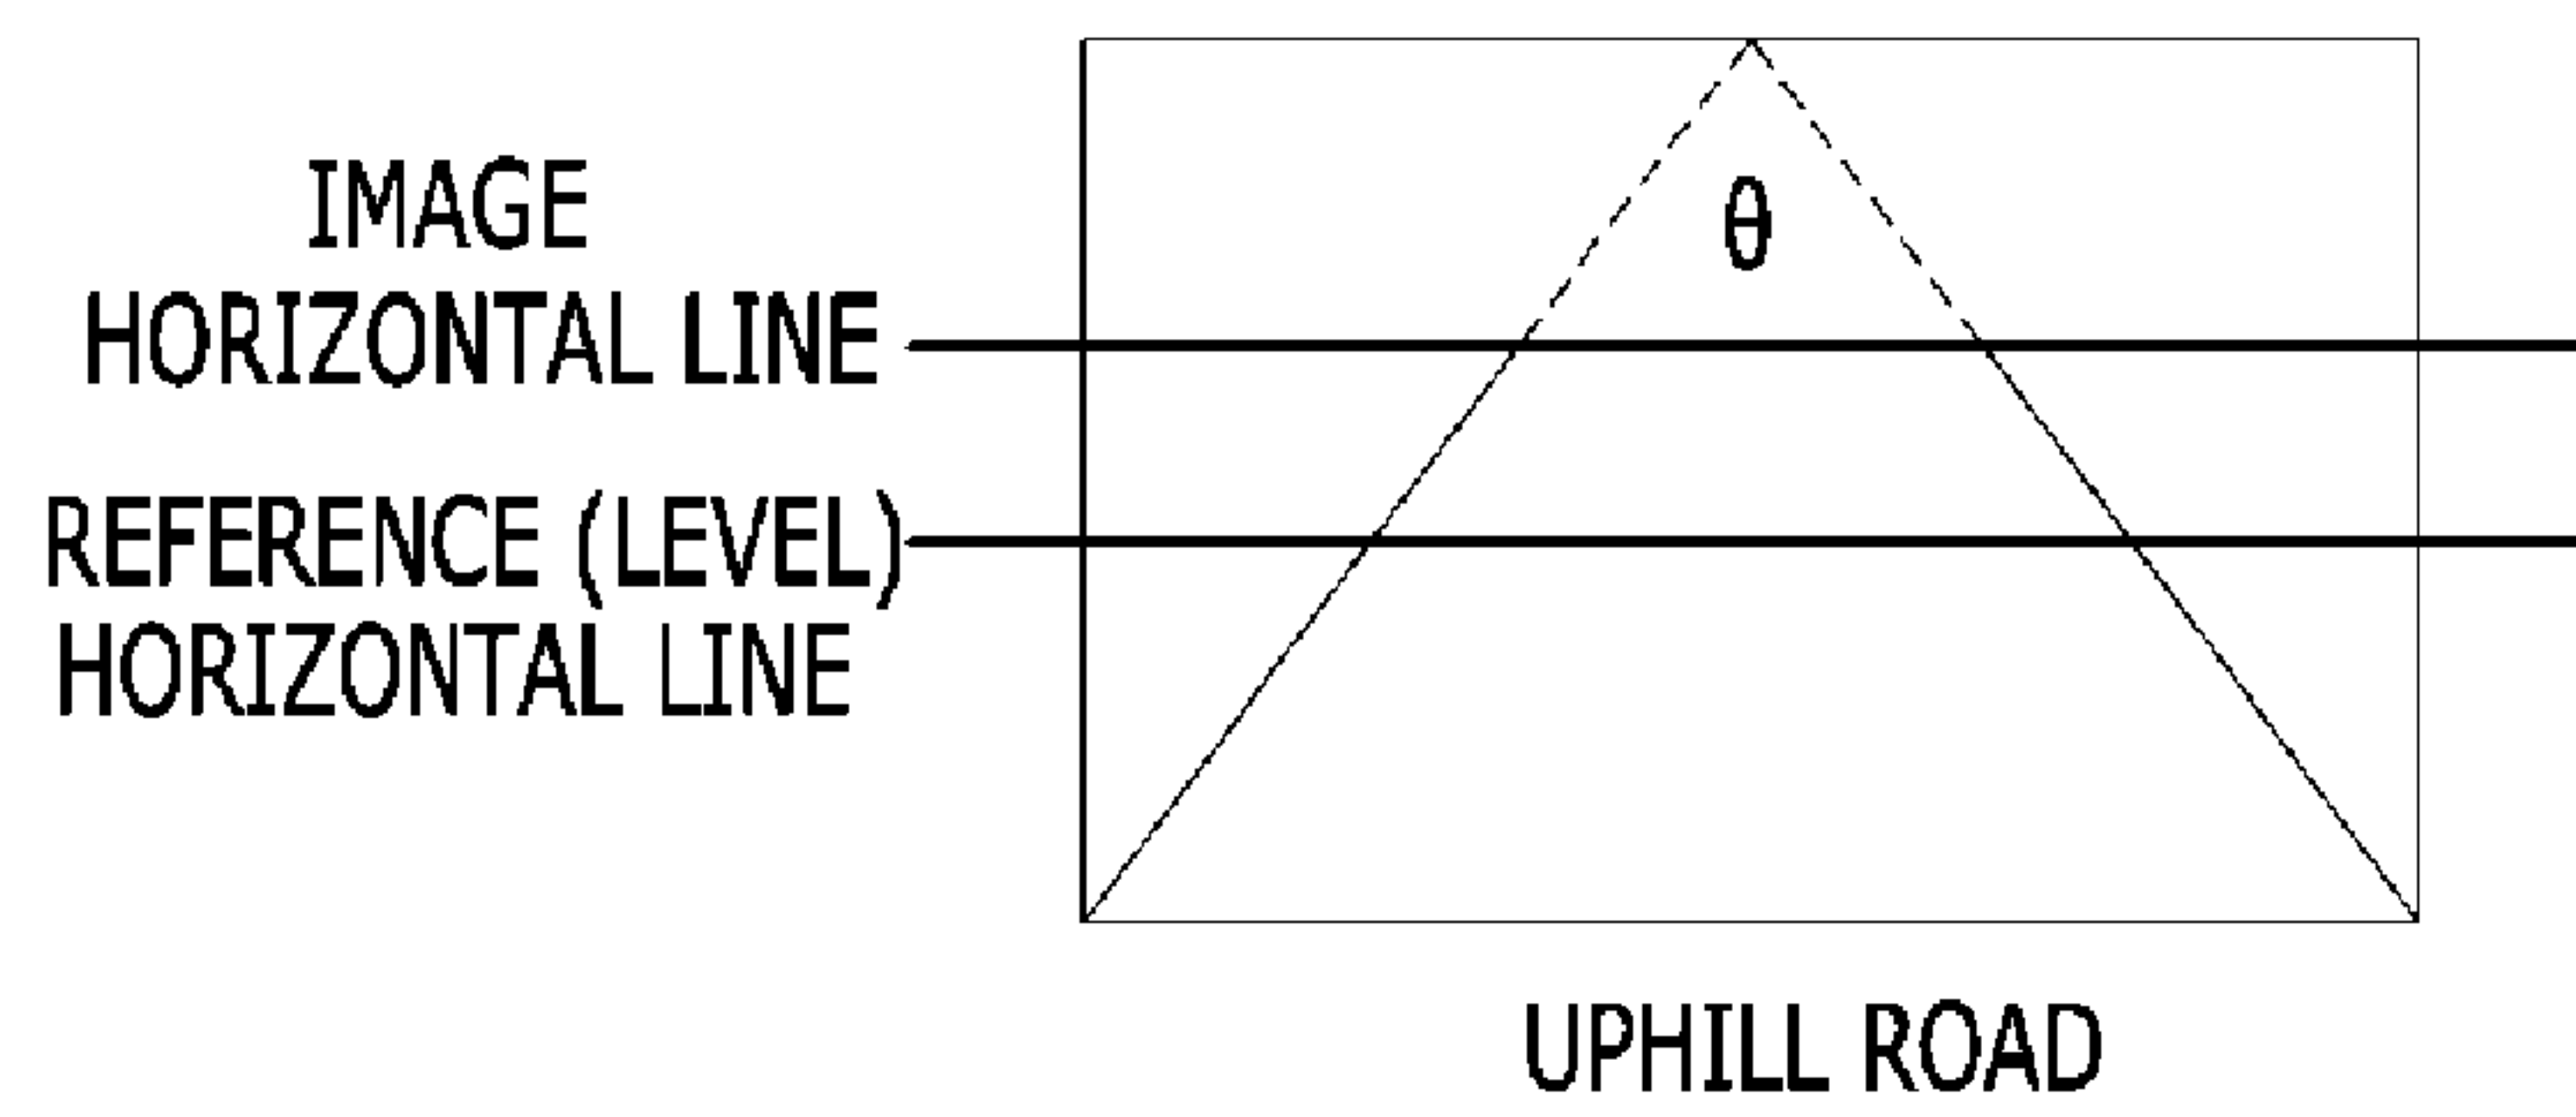 IMAGE
HORIZONTAL LINE
θ
REFERENCE (LEVEL)
HORIZONTAL LINE
UPHILL ROAD